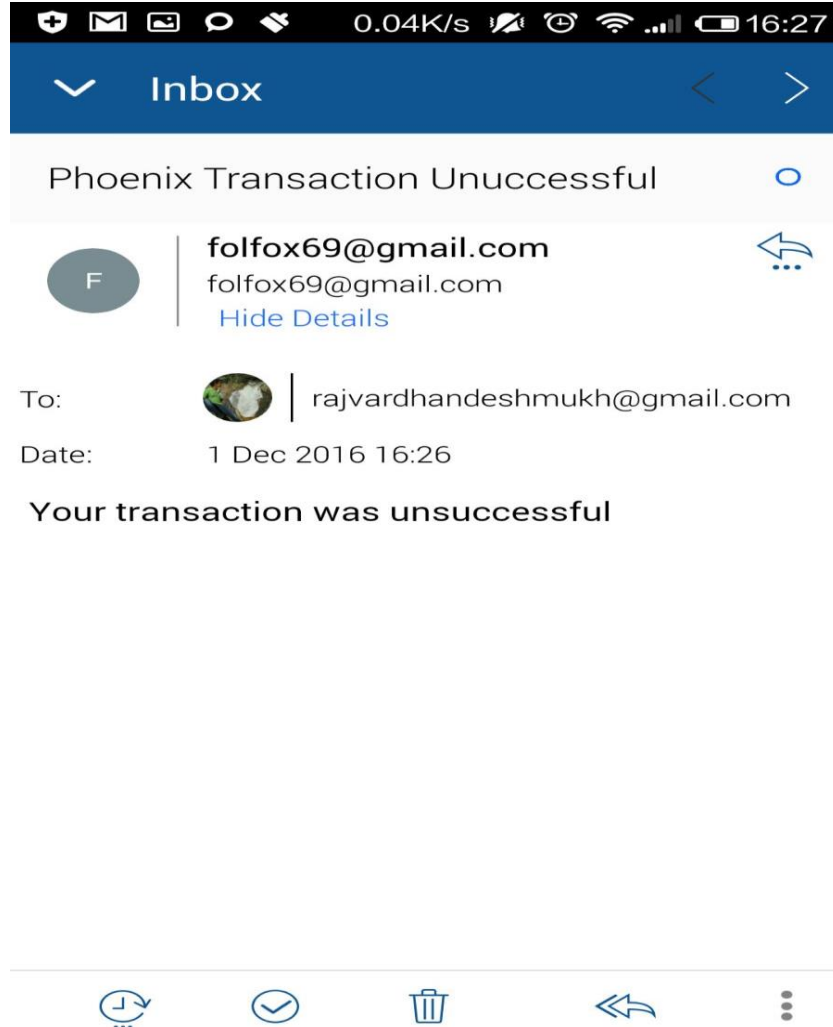 0.04K/s 16:27
Inbox
Phoenix Transaction Unuccessful
F
folfox69@gmail.com
folfox69@gmail.com
Hide Details
To: rajvardhandeshmukh@gmail.com
Date: 1 Dec 2016 16:26
Your transaction was unsuccessful